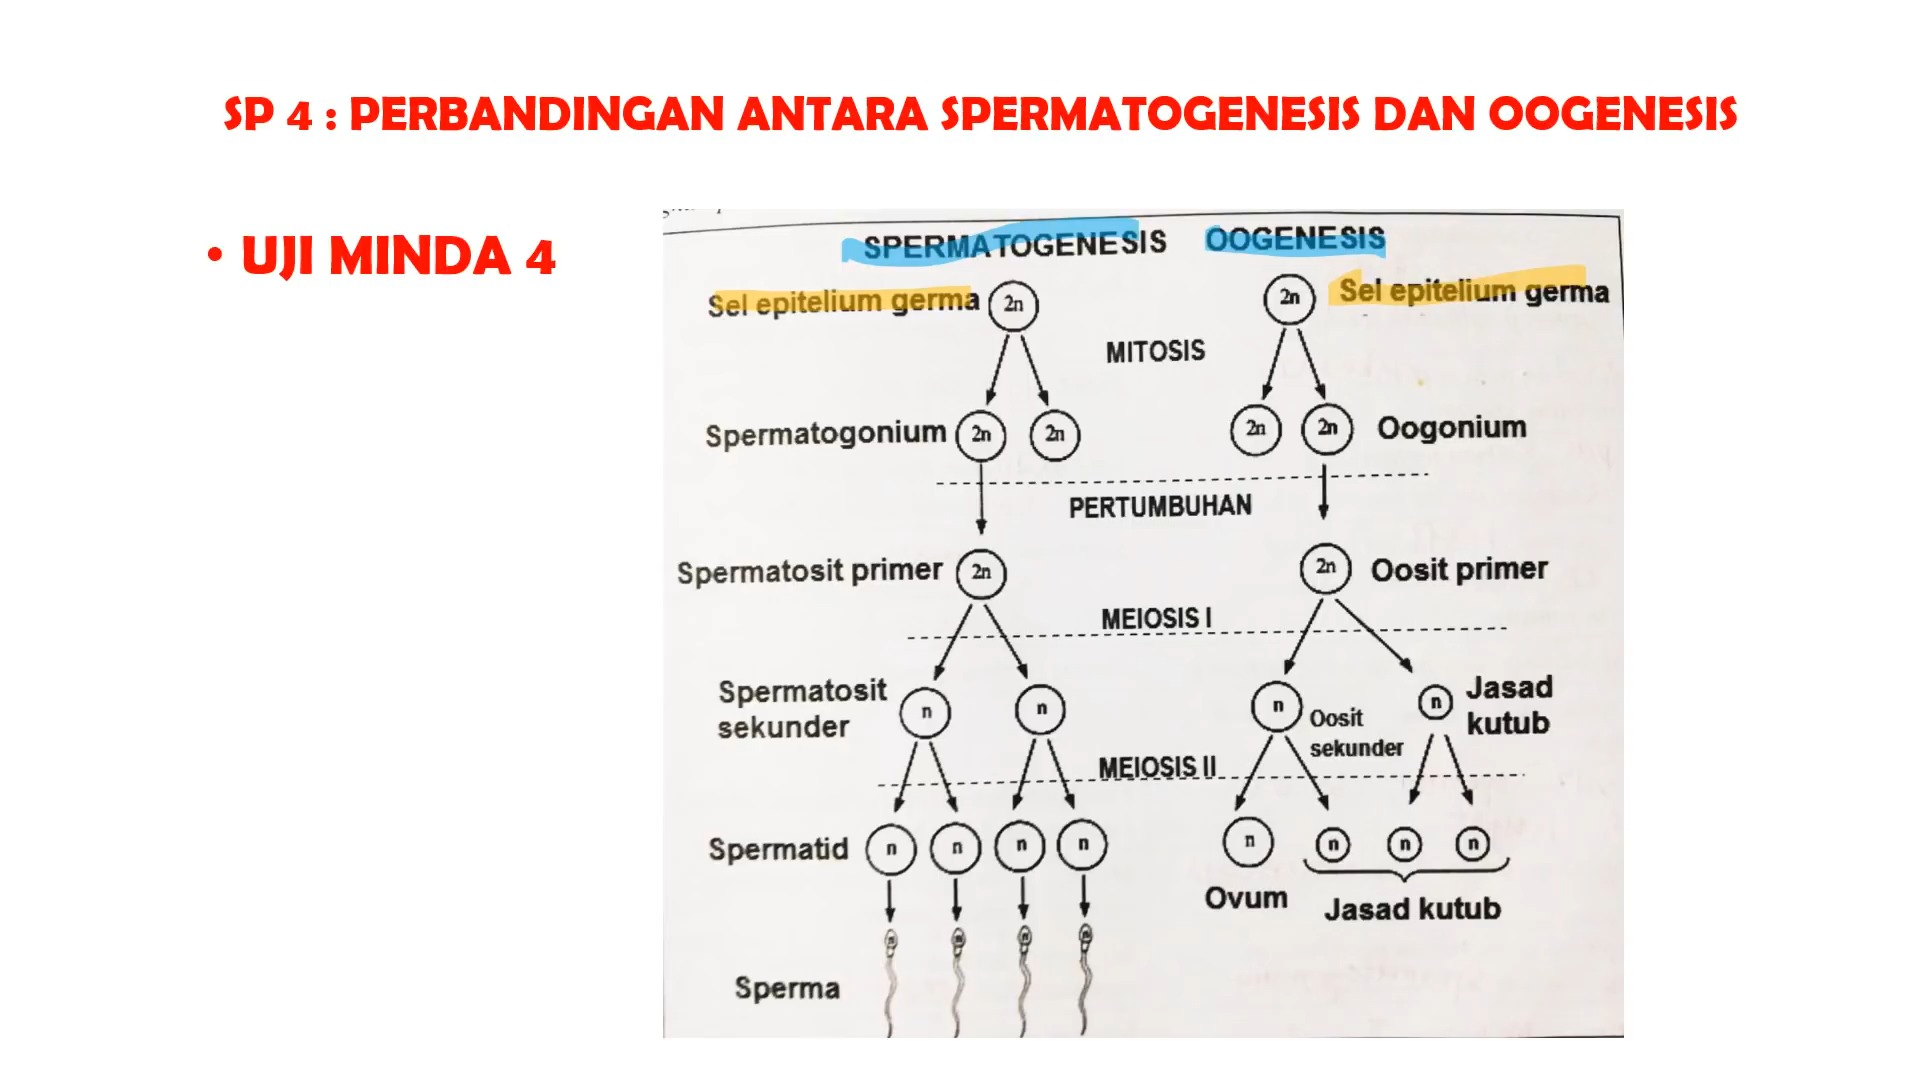 SP 4 : PERBANDINGAN ANTARA SPERMATOGENESIS DAN OOGENESIS
• UJI MINDA 4
SPERMATOGENESIS OOGENESIS
Sel epitelium germa 2n 2n Sel epitelium germa
MITOSIS
Spermatogonium 2n 2n 2n 2n Oogonium
PERTUMBUHAN
Spermatosit primer 2n 2n Oosit primer
MEIOSIS I
Spermatosit
sekunder
n n n
Oosit
sekunder
n
Jasad
kutub
MEIOSIS II
Spermatid n n n n n n n n
Ovum Jasad kutub
n n n n
Sperma